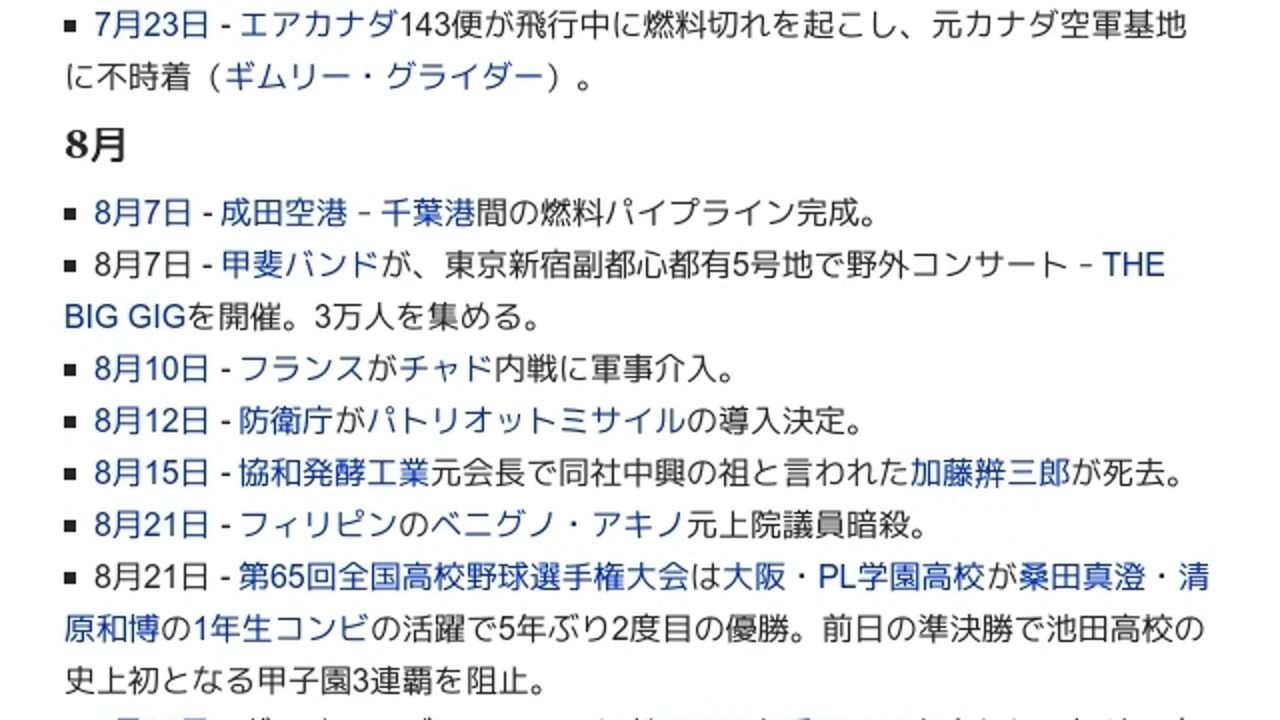 ▪ 7月23日 - エアカナダ143便が飛行中に燃料切れを起こし、元カナダ空軍基地
に不時着（ギムリー・グライダー）。
8月
▪ 8月7日 - 成田空港 – 千葉港間の燃料パイプライン完成。
▪ 8月7日 - 甲斐バンドが、東京新宿副都心都有5号地で野外コンサート – THE
BIG GIGを開催。3万人を集める。
▪ 8月10日 - フランスがチャド内戦に軍事介入。
▪ 8月12日 - 防衛庁がパトリオットミサイルの導入決定。
▪ 8月15日 - 協和発酵工業元会長で同社中興の祖と言われた加藤辨三郎が死去。
▪ 8月21日 - フィリピンのベニグノ・アキノ元上院議員暗殺。
▪ 8月21日 - 第65回全国高校野球選手権大会は大阪・PL学園高校が桑田真澄・清
原和博の1年生コンビの活躍で5年ぶり2度目の優勝。前日の準決勝で池田高校の
史上初となる甲子園3連覇を阻止。